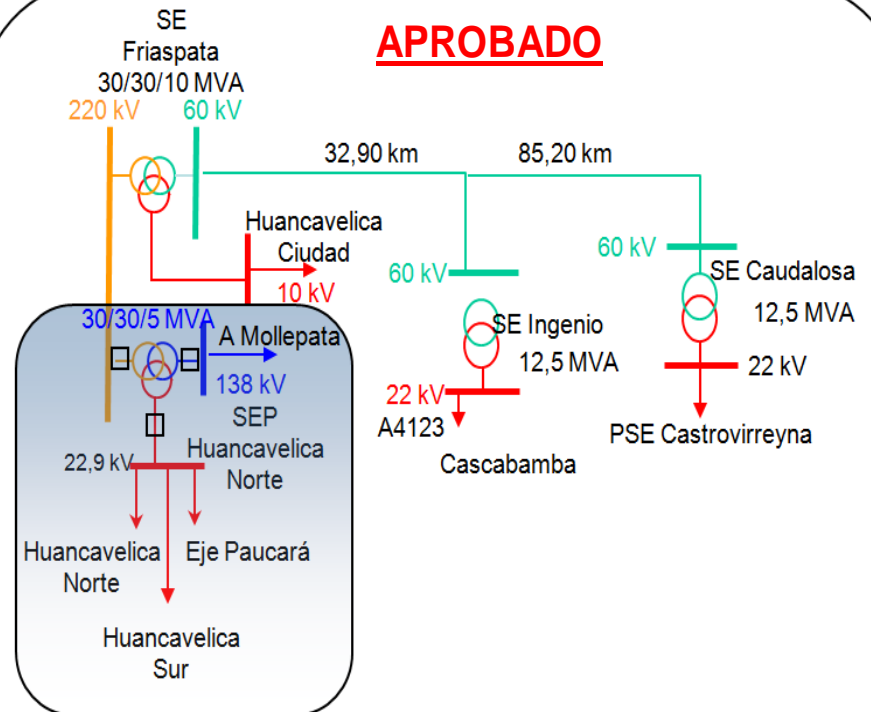 APROBADO
SE
Friaspata
30/30/10 MVA
220 kV
60 kV
32,90 km
85,20 km
Huancavelica
Ciudad
10 kV
60 kV
SE Ingenio
12,5 MVA
22 kV
A4123
Cascabamba
60 kV
SE Caudalosa
12,5 MVA
22 kV
PSE Castrovirreyna
30/30/5 MVA
A Mollepata
138 kV
SEP
Huancavelica
Norte
22,9 kV
Huancavelica
Norte
Eje Paucará
Huancavelica
Sur